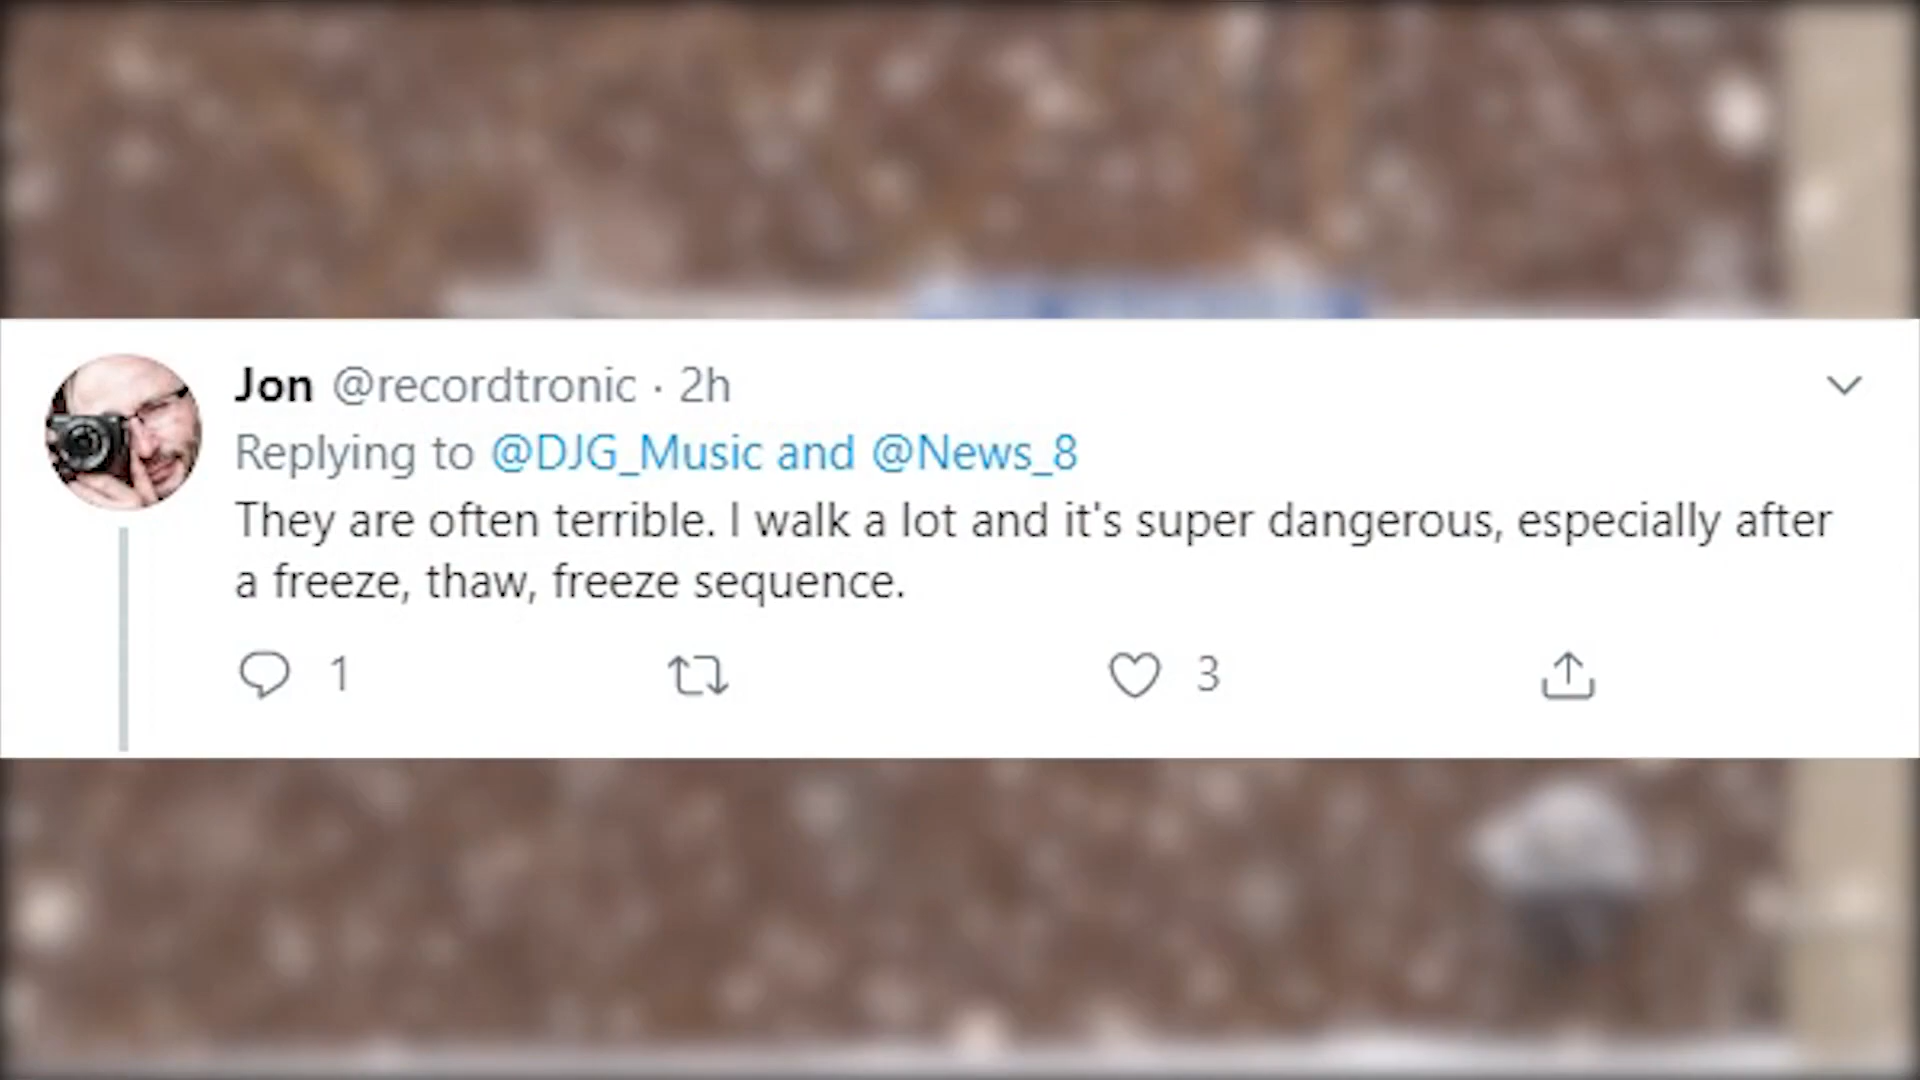 Jon @recordtronic · 2h
Replying to @DJG_Music and @News_8
They are often terrible. I walk a lot and it's super dangerous, especially after
a freeze, thaw, freeze sequence.
1 3